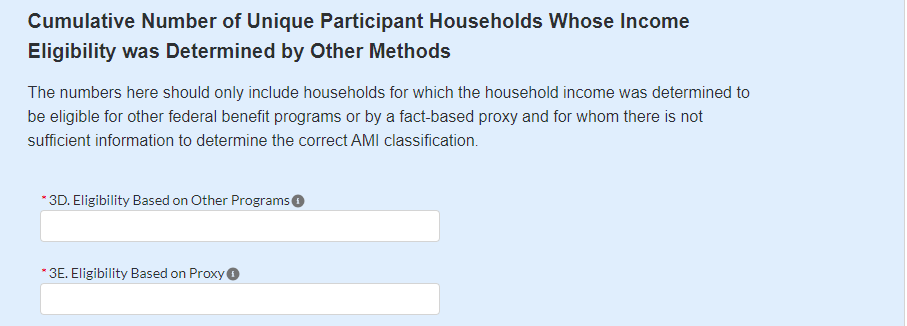 Cumulative Number of Unique Participant Households Whose Income
Eligibility was Determined by Other Methods
The numbers here should only include households for which the household income was determined to
be eligible for other federal benefit programs or by a fact-based proxy and for whom there is not
sufficient information to determine the correct AMI classification.
* 3D. Eligibility Based on Other Programs
* 3E. Eligibility Based on Proxy